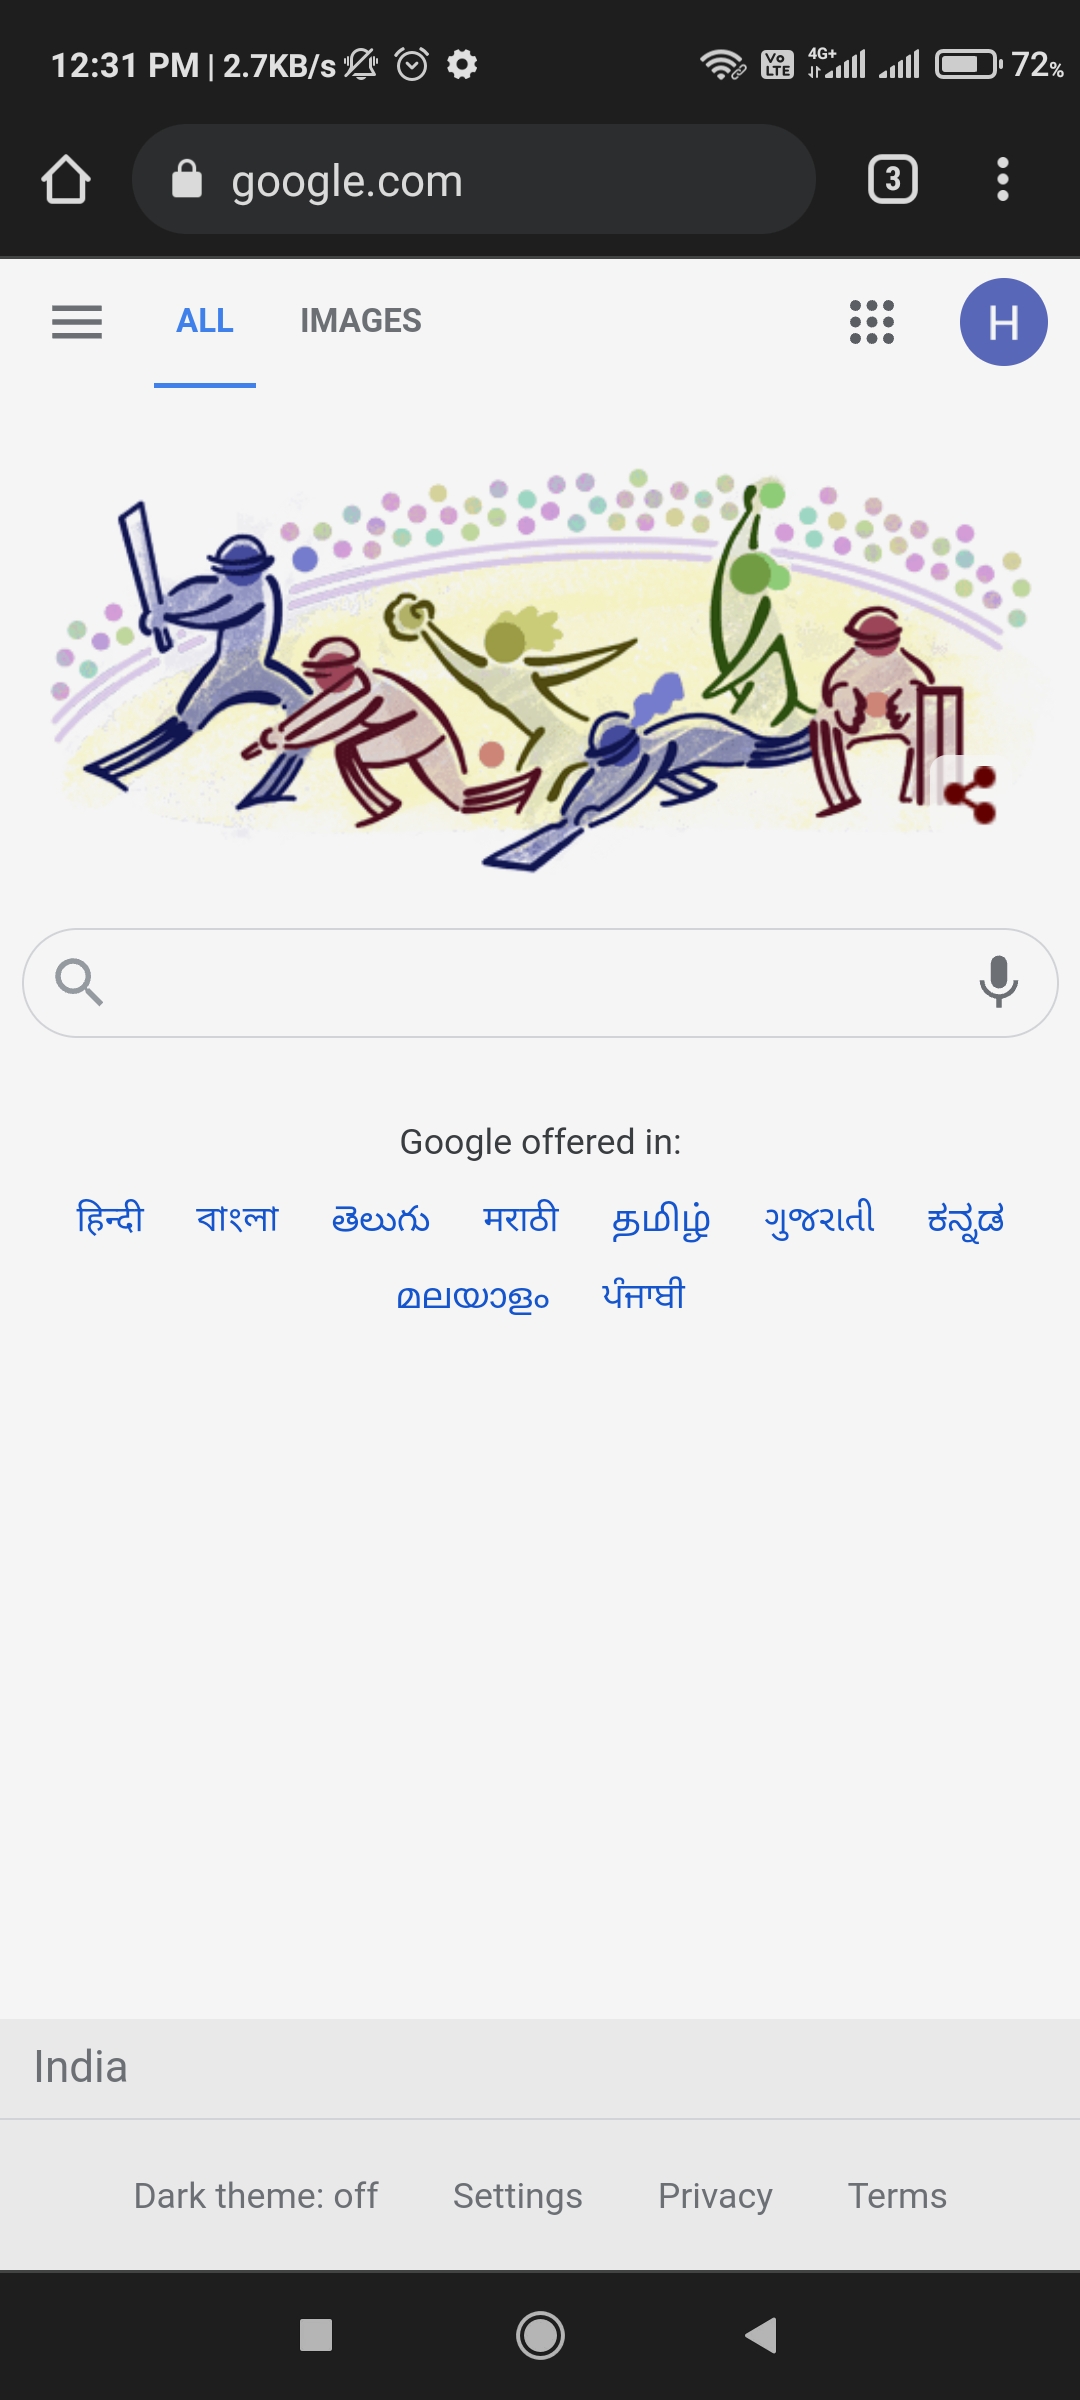 12:31 PM | 2.7KB/s Vo LTE 4G+ 72%
google.com 3
ALL IMAGES H
Google offered in:
हिन्दी বাংলা తెలుగు मराठी தமிழ் ગુજરાતી ಕನ್ನಡ
മലയാളം ਪੰਜਾਬੀ
India
Dark theme: off Settings Privacy Terms